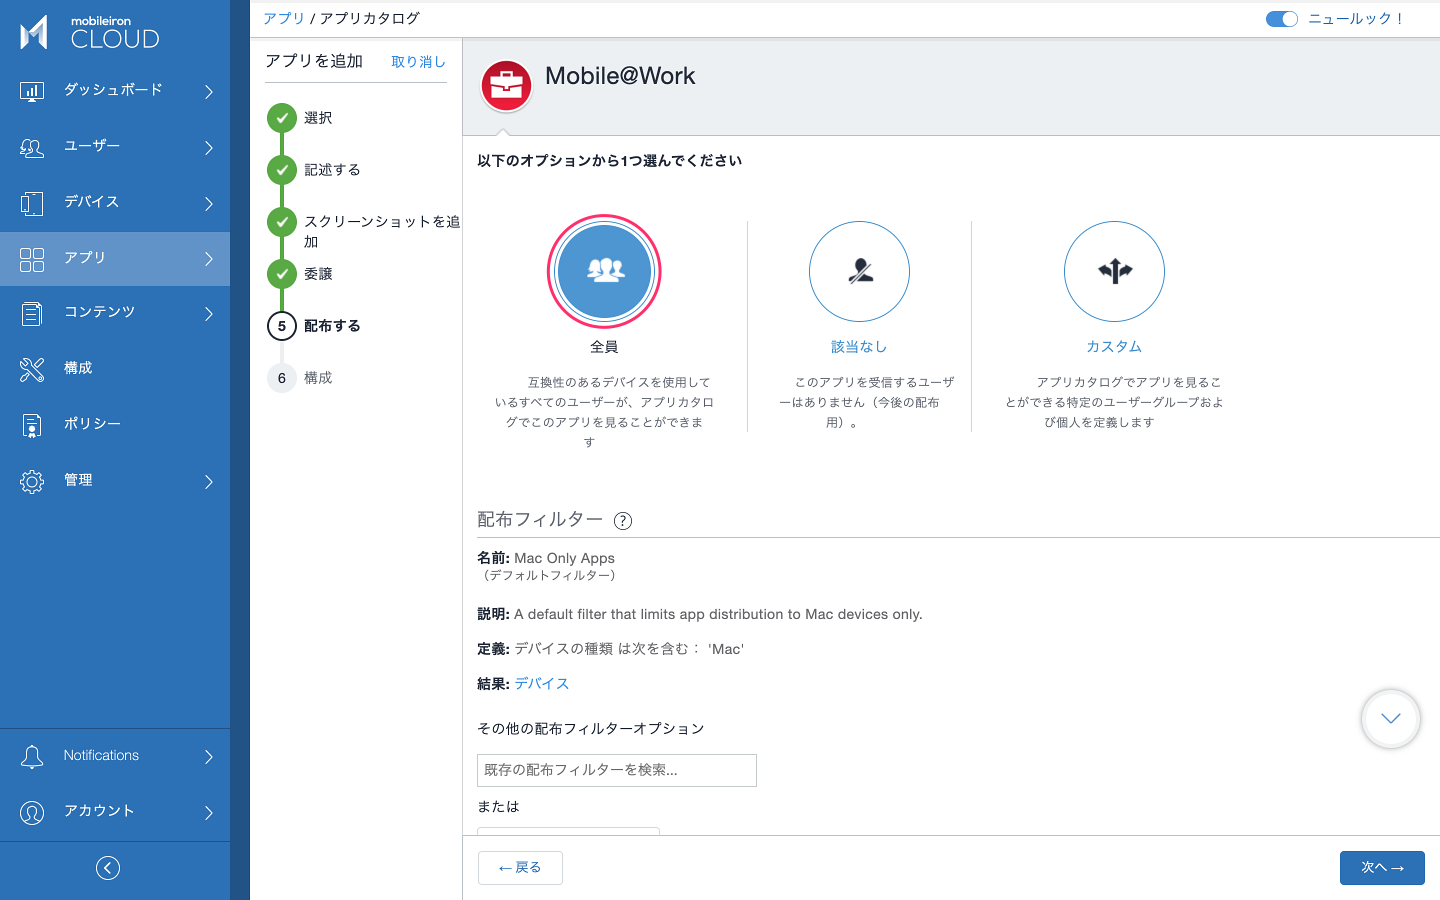 mobileiron
CLOUD
ダッシュボード
ユーザー
デバイス
アプリ
コンテンツ
構成
ポリシー
管理
Notifications
アカウント
アプリ / アプリカタログ
ニュールック！
アプリを追加
取り消し
選択
記述する
スクリーンショットを追
加
委譲
5 配布する
6 構成
Mobile@Work
以下のオプションから1つ選んでください
全員
互換性のあるデバイスを使用して
いるすべてのユーザーが、アプリカタロ
グでこのアプリを見ることができま
す
該当なし
このアプリを受信するユーザ
ーはありません（今後の配布
用）。
カスタム
アプリカタログでアプリを見るこ
とができる特定のユーザーグループおよ
び個人を定義します
配布フィルター ?
名前: Mac Only Apps
（デフォルトフィルター）
説明: A default filter that limits app distribution to Mac devices only.
定義: デバイスの種類 は次を含む： 'Mac'
結果: デバイス
その他の配布フィルターオプション
既存の配布フィルターを検索...
または
←戻る
次へ→